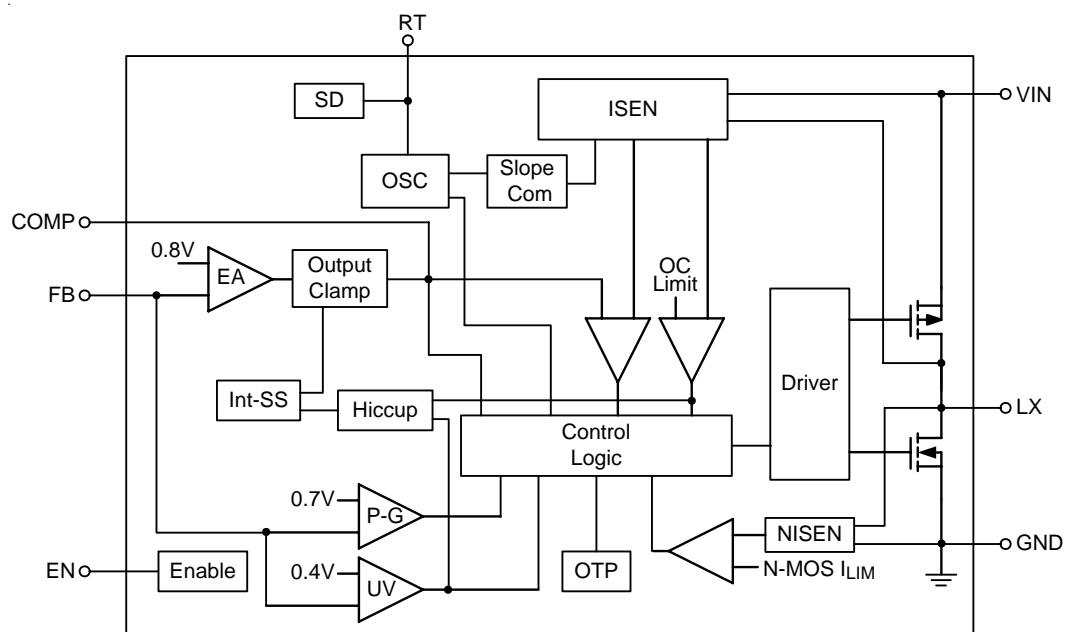 RT
SD
ISEN
VIN
OSC
Slope
Com
COMP
0.8V
EA
Output
Clamp
OC
Limit
FB
Driver
Int-SS
Hiccup
LX
Control
Logic
0.7V
P-G
NISEN
GND
EN
Enable
0.4V
UV
OTP
N-MOS ILIM